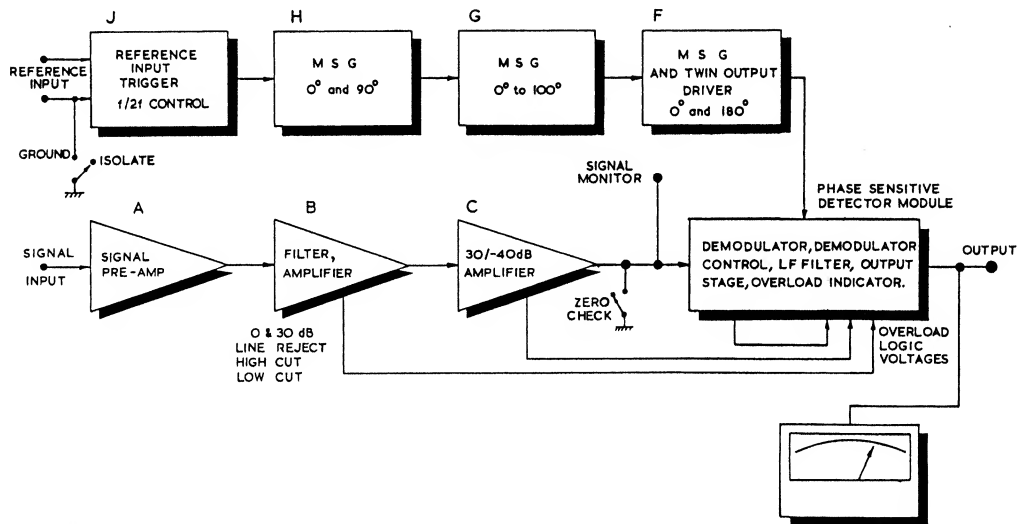 J
H
G
F
REFERENCE
INPUT
REFERENCE
INPUT
TRIGGER
f/2f CONTROL
M S G
0° and 90°
M S G
0° to 100°
M S G
AND TWIN OUTPUT
DRIVER
0° and 180°
GROUND
ISOLATE
SIGNAL
MONITOR
PHASE SENSITIVE
DETECTOR MODULE
A
B
C
SIGNAL
INPUT
SIGNAL
PRE-AMP
FILTER,
AMPLIFIER
30/-40dB
AMPLIFIER
ZERO
CHECK
DEMODULATOR, DEMODULATOR
CONTROL, LF FILTER, OUTPUT
STAGE, OVERLOAD INDICATOR.
OUTPUT
0 & 30 dB
LINE REJECT
HIGH CUT
LOW CUT
OVERLOAD
LOGIC
VOLTAGES